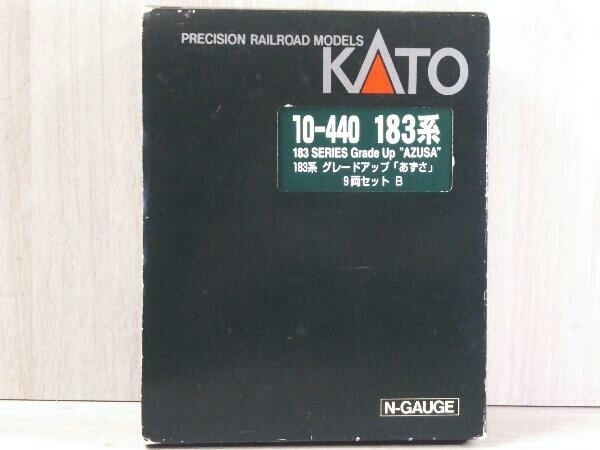 PRECISION RAILROAD MODELS
KATO
10-440 183系
183 SERIES Grade Up "AZUSA"
183系 グレードアップ「あずさ」
9両セット B
N-GAUGE